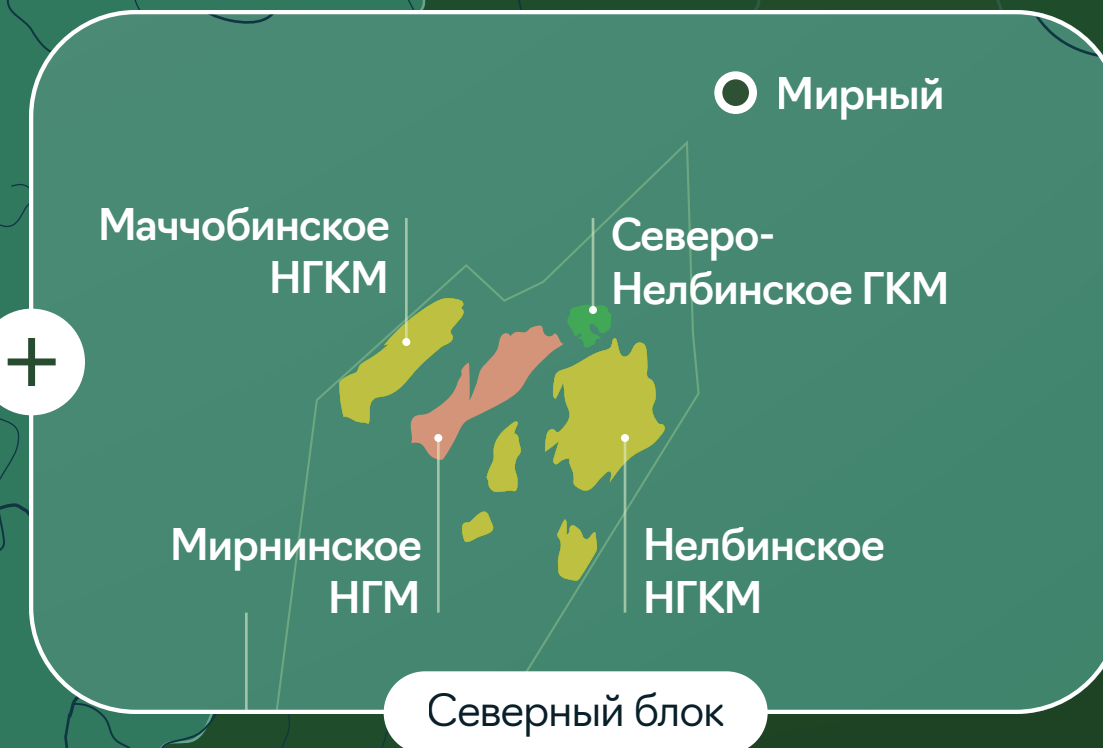 Мирный
Маччобинское
НГКМ
Северо-
Нелбинское ГКМ
Мирнинское
НГМ
Нелбинское
НГКМ
Северный блок